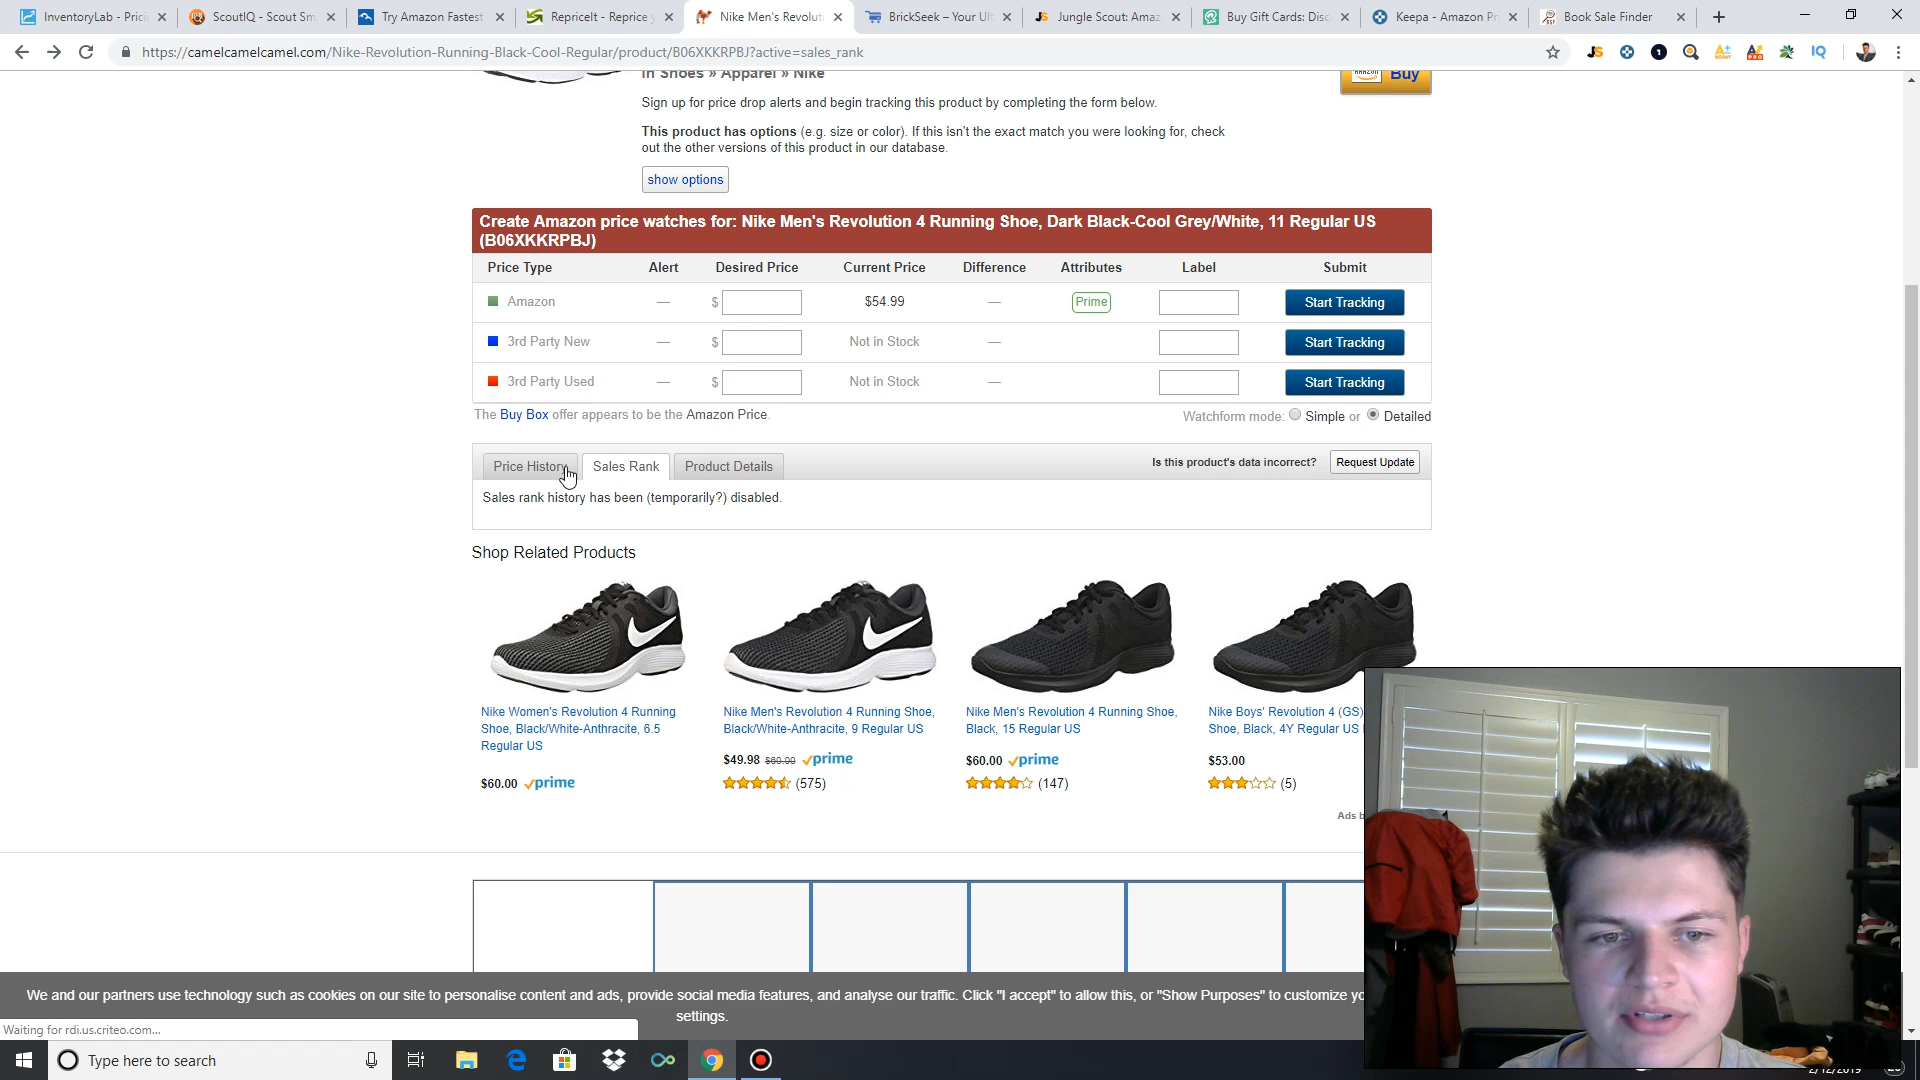 InventoryLab - Prici
ScoutIQ - Scout Sm
Try Amazon Fastest
RepriceIt - Reprice y
Nike Men's Revoluti
BrickSeek – Your Ult
Jungle Scout: Amaz
Buy Gift Cards: Disc
Keepa - Amazon Pr
Book Sale Finder
https://camelcamelcamel.com/Nike-Revolution-Running-Black-Cool-Regular/product/B06XKKRPBJ?active=sales_rank
in Shoes » Apparel » Nike
Buy
Sign up for price drop alerts and begin tracking this product by completing the form below.
This product has options (e.g. size or color). If this isn't the exact match you were looking for, check
out the other versions of this product in our database.
show options
Create Amazon price watches for: Nike Men's Revolution 4 Running Shoe, Dark Black-Cool Grey/White, 11 Regular US
(B06XKKRPBJ)
Price Type Alert Desired Price Current Price Difference Attributes Label Submit
Amazon — $ $54.99 — Prime Start Tracking
3rd Party New — $ Not in Stock — Start Tracking
3rd Party Used — $ Not in Stock — Start Tracking
The Buy Box offer appears to be the Amazon Price.
Watchform mode: Simple or Detailed
Price History Sales Rank Product Details
Is this product's data incorrect? Request Update
Sales rank history has been (temporarily?) disabled.
Shop Related Products
Nike Women's Revolution 4 Running
Shoe, Black/White-Anthracite, 6.5
Regular US
$60.00 prime
Nike Men's Revolution 4 Running Shoe,
Black/White-Anthracite, 9 Regular US
$49.98 $60.00 prime
(575)
Nike Men's Revolution 4 Running Shoe,
Black, 15 Regular US
$60.00 prime
(147)
Nike Boys' Revolution 4 (GS)
Shoe, Black, 4Y Regular US
$53.00
(5)
Ads b
We and our partners use technology such as cookies on our site to personalise content and ads, provide social media features, and analyse our traffic. Click "I accept" to allow this, or "Show Purposes" to customize yo
settings.
Waiting for rdi.us.criteo.com...
Type here to search
2/12/2019